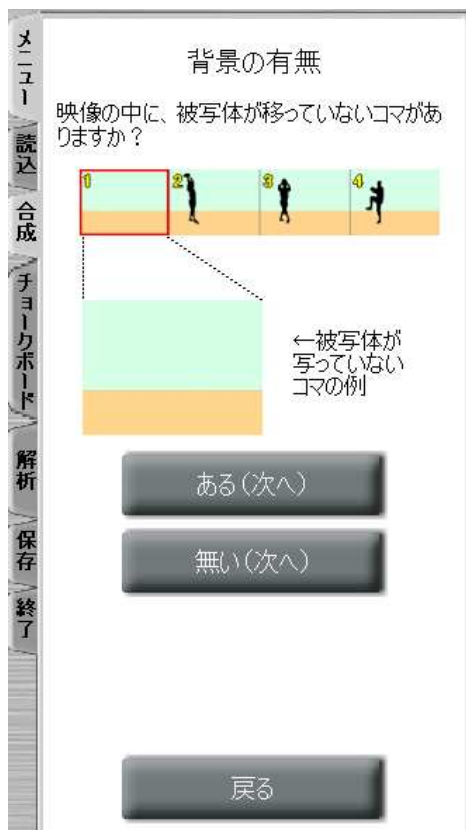 メニュー
読込
合成
チョークボード
解析
保存
終了
背景の有無
映像の中に、被写体が移っていないコマがあ
りますか？
1
2
3
4
←被写体が
写っていない
コマの例
ある（次へ）
無い（次へ）
戻る